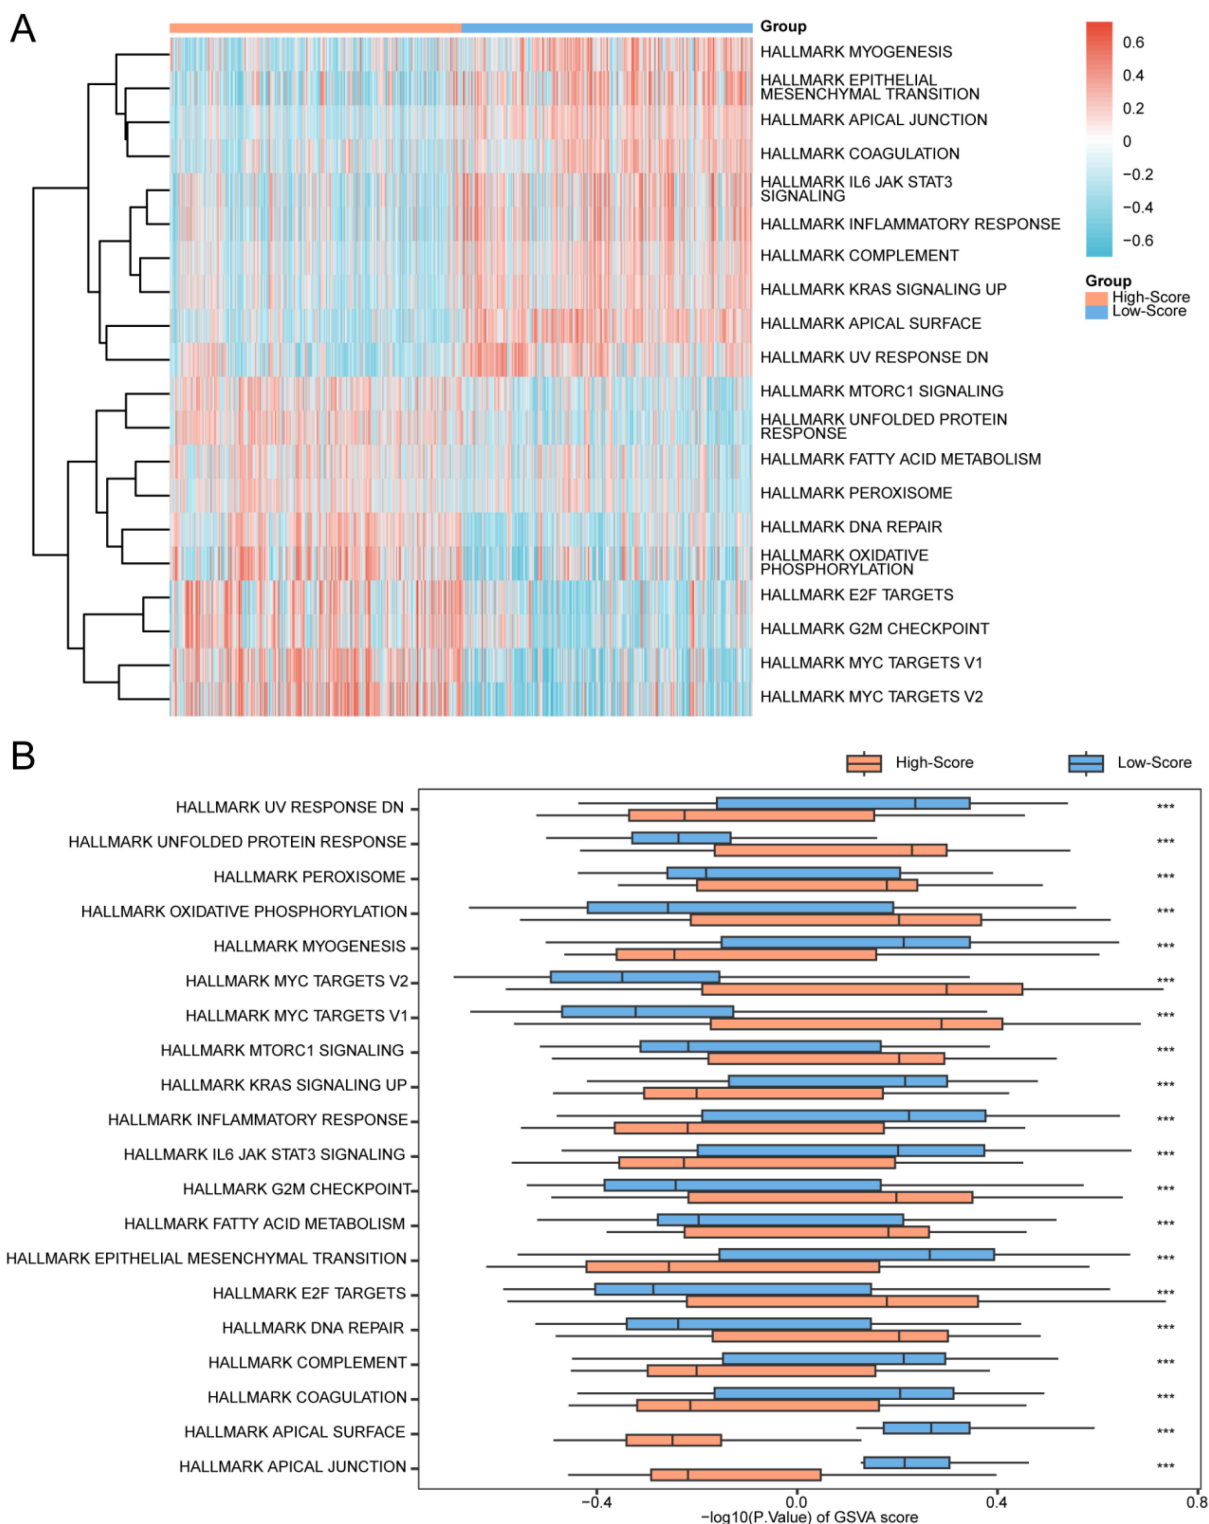 A
Group
HALLMARK MYOGENESIS
HALLMARK EPITHELIAL
MESENCHYMAL TRANSITION
HALLMARK APICAL JUNCTION
HALLMARK COAGULATION
HALLMARK IL6 JAK STAT3
SIGNALING
HALLMARK INFLAMMATORY RESPONSE
HALLMARK COMPLEMENT
HALLMARK KRAS SIGNALING UP
HALLMARK APICAL SURFACE
HALLMARK UV RESPONSE DN
HALLMARK MTORC1 SIGNALING
HALLMARK UNFOLDED PROTEIN
RESPONSE
HALLMARK FATTY ACID METABOLISM
HALLMARK PEROXISOME
HALLMARK DNA REPAIR
HALLMARK OXIDATIVE
PHOSPHORYLATION
HALLMARK E2F TARGETS
HALLMARK G2M CHECKPOINT
HALLMARK MYC TARGETS V1
HALLMARK MYC TARGETS V2
0.6
0.4
0.2
0
−0.2
−0.4
−0.6
Group
High-Score
Low-Score
B
High-Score
Low-Score
HALLMARK UV RESPONSE DN ***
HALLMARK UNFOLDED PROTEIN RESPONSE ***
HALLMARK PEROXISOME ***
HALLMARK OXIDATIVE PHOSPHORYLATION ***
HALLMARK MYOGENESIS ***
HALLMARK MYC TARGETS V2 ***
HALLMARK MYC TARGETS V1 ***
HALLMARK MTORC1 SIGNALING ***
HALLMARK KRAS SIGNALING UP ***
HALLMARK INFLAMMATORY RESPONSE ***
HALLMARK IL6 JAK STAT3 SIGNALING ***
HALLMARK G2M CHECKPOINT ***
HALLMARK FATTY ACID METABOLISM ***
HALLMARK EPITHELIAL MESENCHYMAL TRANSITION ***
HALLMARK E2F TARGETS ***
HALLMARK DNA REPAIR ***
HALLMARK COMPLEMENT ***
HALLMARK COAGULATION ***
HALLMARK APICAL SURFACE ***
HALLMARK APICAL JUNCTION ***
−0.4 0.0 0.4 0.8
−log10(P.Value) of GSVA score